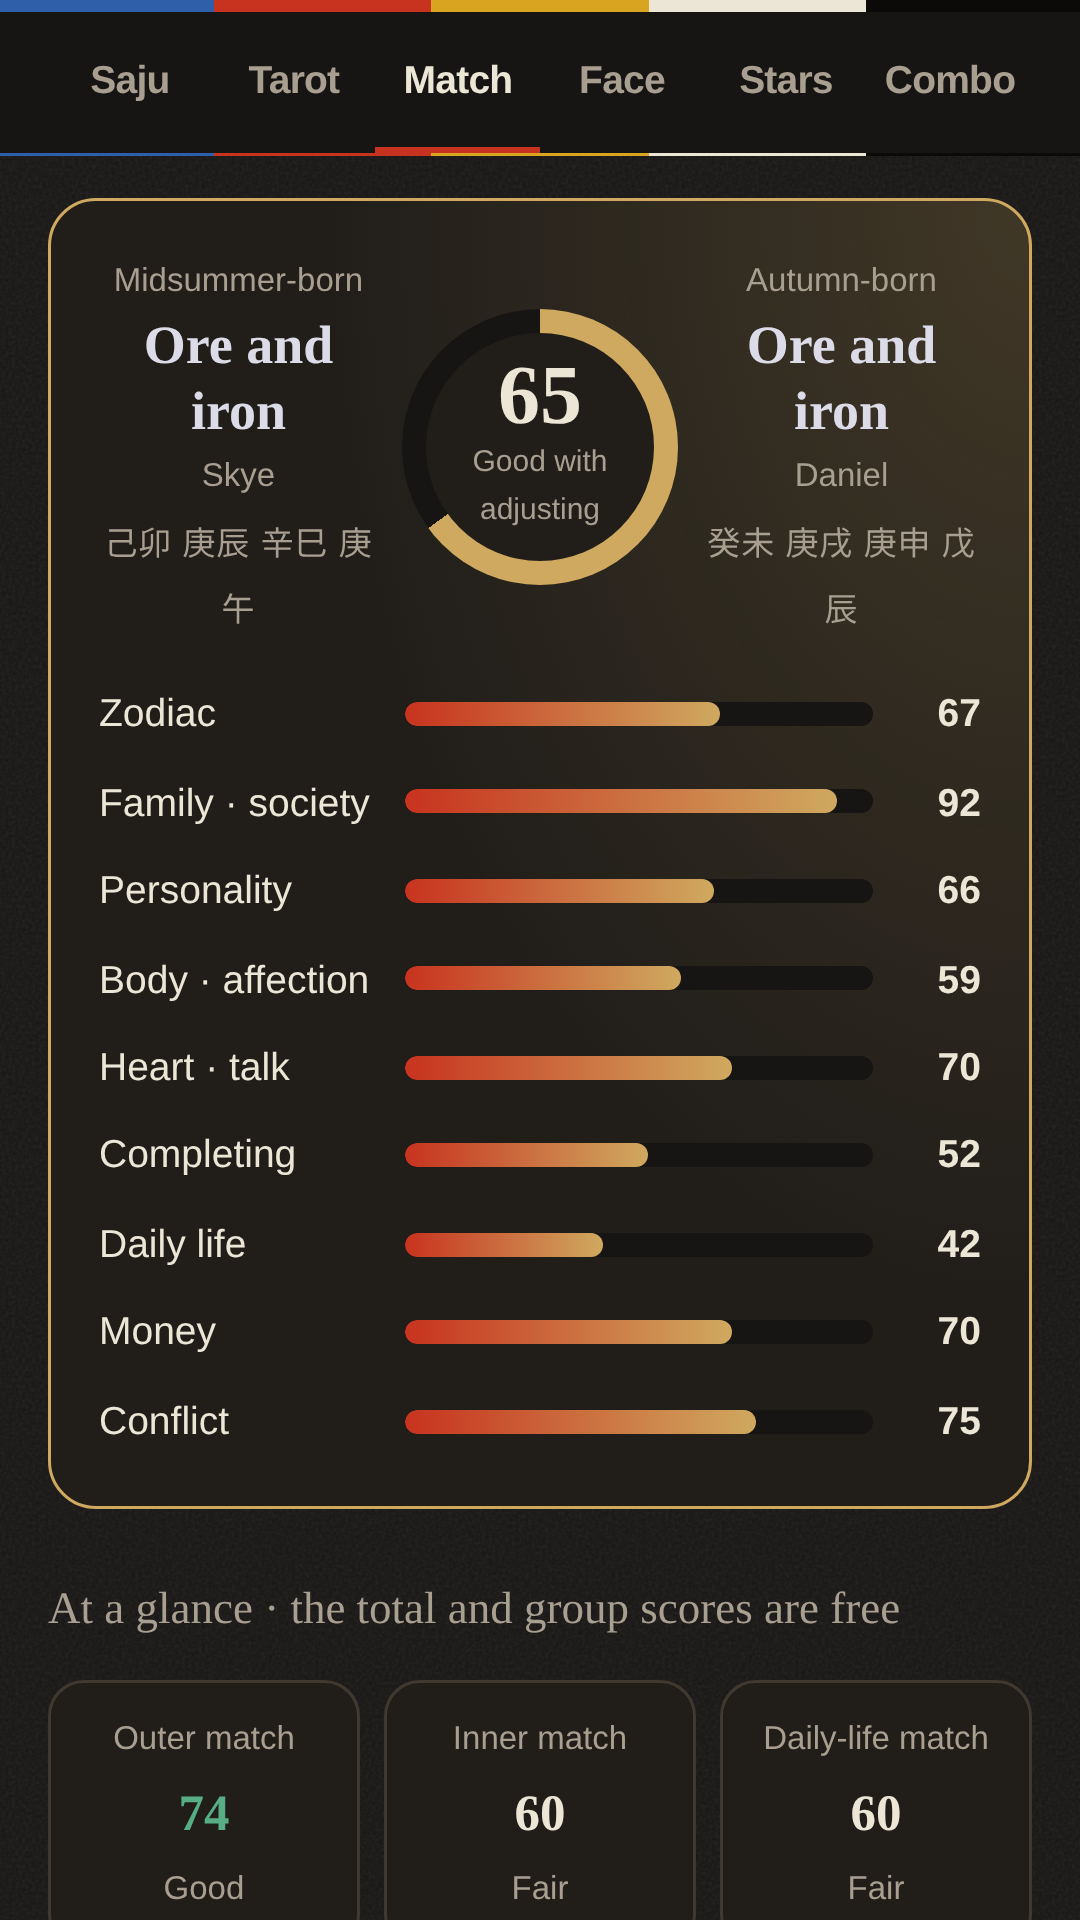 Saju Tarot Match Face Stars Combo
Midsummer-born
Ore and
iron
Skye
己卯 庚辰 辛巳 庚
午
65
Good with
adjusting
Autumn-born
Ore and
iron
Daniel
癸未 庚戌 庚申 戊
辰
Zodiac 67
Family · society 92
Personality 66
Body · affection 59
Heart · talk 70
Completing 52
Daily life 42
Money 70
Conflict 75
At a glance · the total and group scores are free
Outer match
74
Good
Inner match
60
Fair
Daily-life match
60
Fair